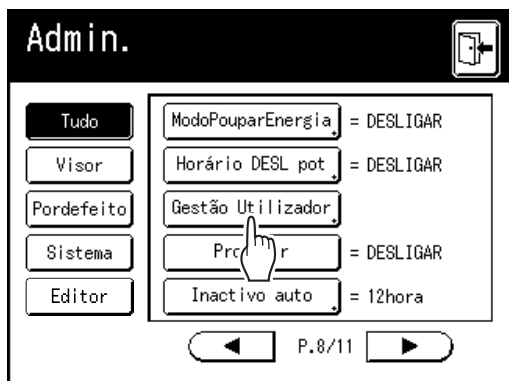 Admin.
Tudo
ModoPouparEnergia = DESLIGAR
Visor
Horário DESL pot = DESLIGAR
Pordefeito
Gestão Utilizador
Sistema
= DESLIGAR
Editor
Inactivo auto = 12hora
P.8/11